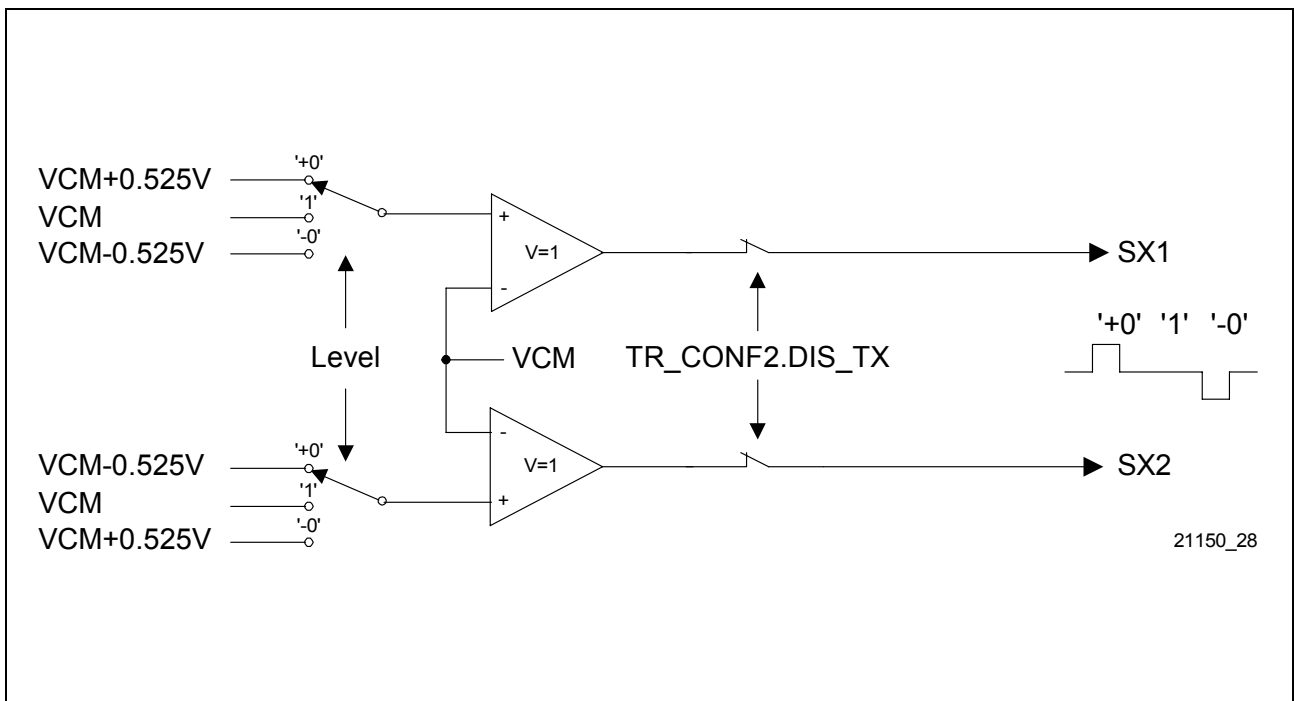 '+0'
VCM+0.525V
'1'
VCM
'-0'
VCM-0.525V
+
V=1
-
SX1
'+0' '1' '-0'
Level
VCM
TR_CONF2.DIS_TX
'+0'
VCM-0.525V
'1'
VCM
'-0'
VCM+0.525V
-
V=1
+
SX2
21150_28